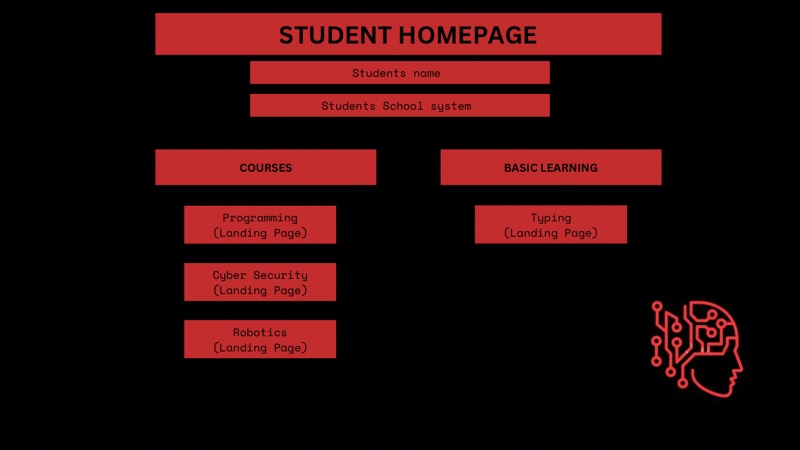 STUDENT HOMEPAGE
Students name
Students School system
COURSES
BASIC LEARNING
Programming
(Landing Page)
Typing
(Landing Page)
Cyber Security
(Landing Page)
Robotics
(Landing Page)